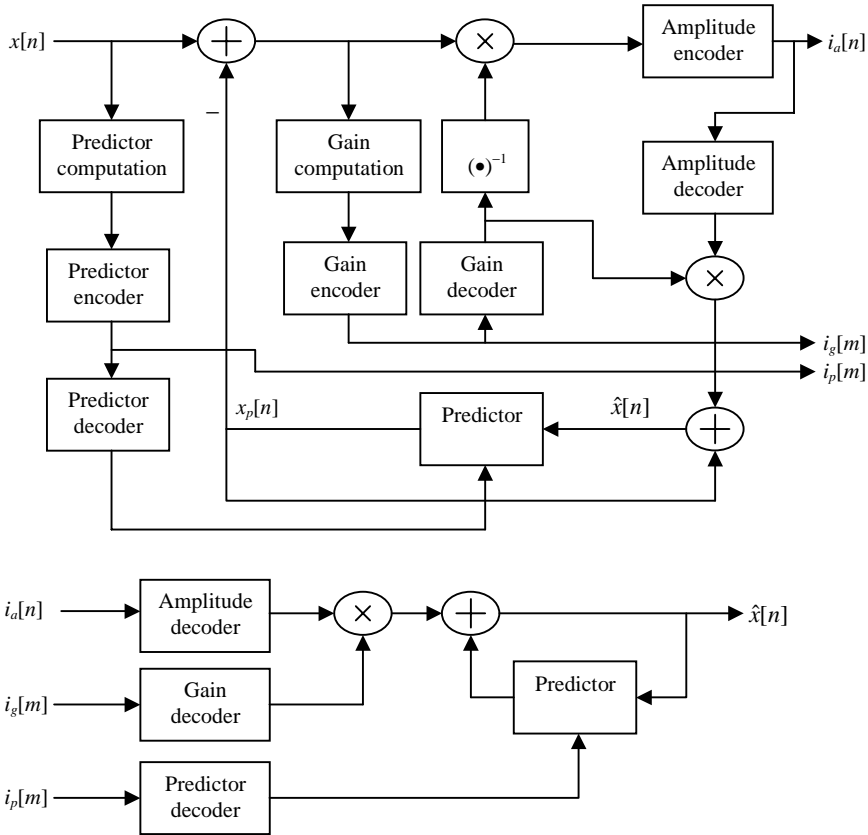 x[n]
+
×
Amplitude
encoder
i_a[n]
−
Predictor
computation
Gain
computation
(•)⁻¹
Amplitude
decoder
Predictor
encoder
Gain
encoder
Gain
decoder
×
i_g[m]
i_p[m]
Predictor
decoder
x_p[n]
Predictor
x̂[n]
+
i_a[n]
Amplitude
decoder
×
+
x̂[n]
i_g[m]
Gain
decoder
Predictor
i_p[m]
Predictor
decoder